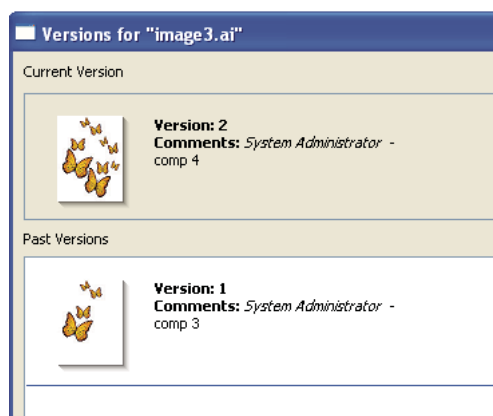 Versions for "image3.ai"
Current Version
Version: 2
Comments: System Administrator -
comp 4
Past Versions
Version: 1
Comments: System Administrator -
comp 3